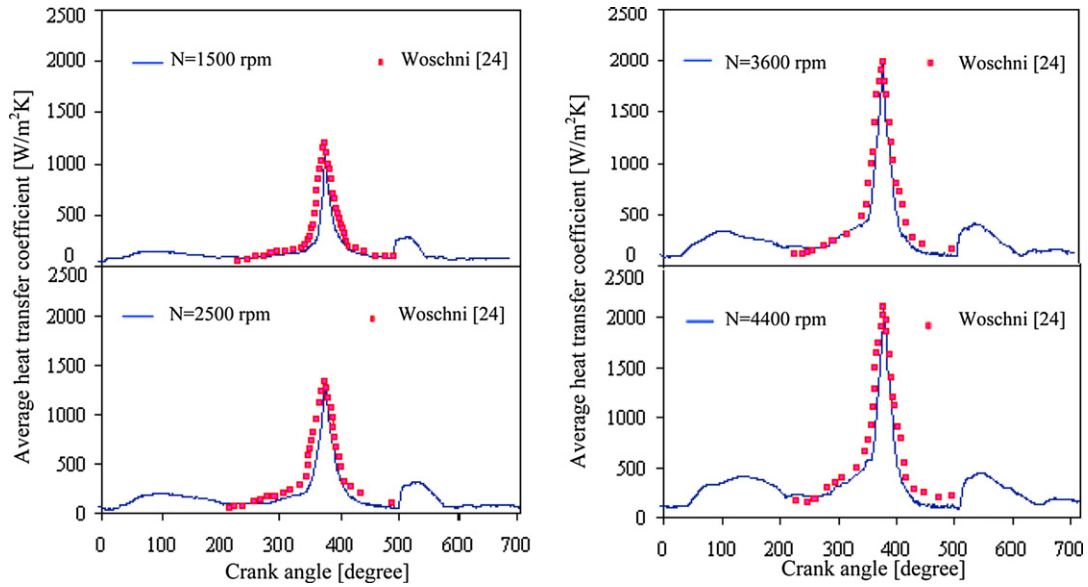 2500
2000
1500
1000
500
0
N=1500 rpm
Woschni [24]
2500
2000
1500
1000
500
0
N=2500 rpm
Woschni [24]
0 100 200 300 400 500 600 700
Crank angle [degree]
Average heat transfer coefficient [W/m²K]
2500
2000
1500
1000
500
0
N=3600 rpm
Woschni [24]
2500
2000
1500
1000
500
0
N=4400 rpm
Woschni [24]
0 100 200 300 400 500 600 700
Crank angle [degree]
Average heat transfer coefficient [W/m²K]